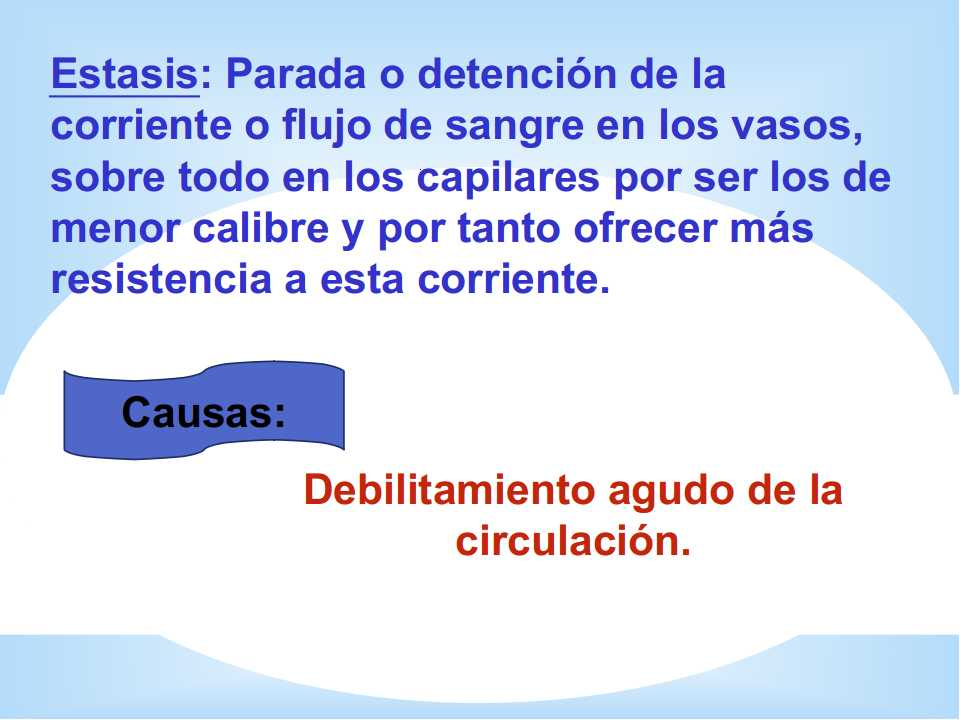 Estasis: Parada o detención de la
corriente o flujo de sangre en los vasos,
sobre todo en los capilares por ser los de
menor calibre y por tanto ofrecer más
resistencia a esta corriente.
Causas:
Debilitamiento agudo de la
circulación.